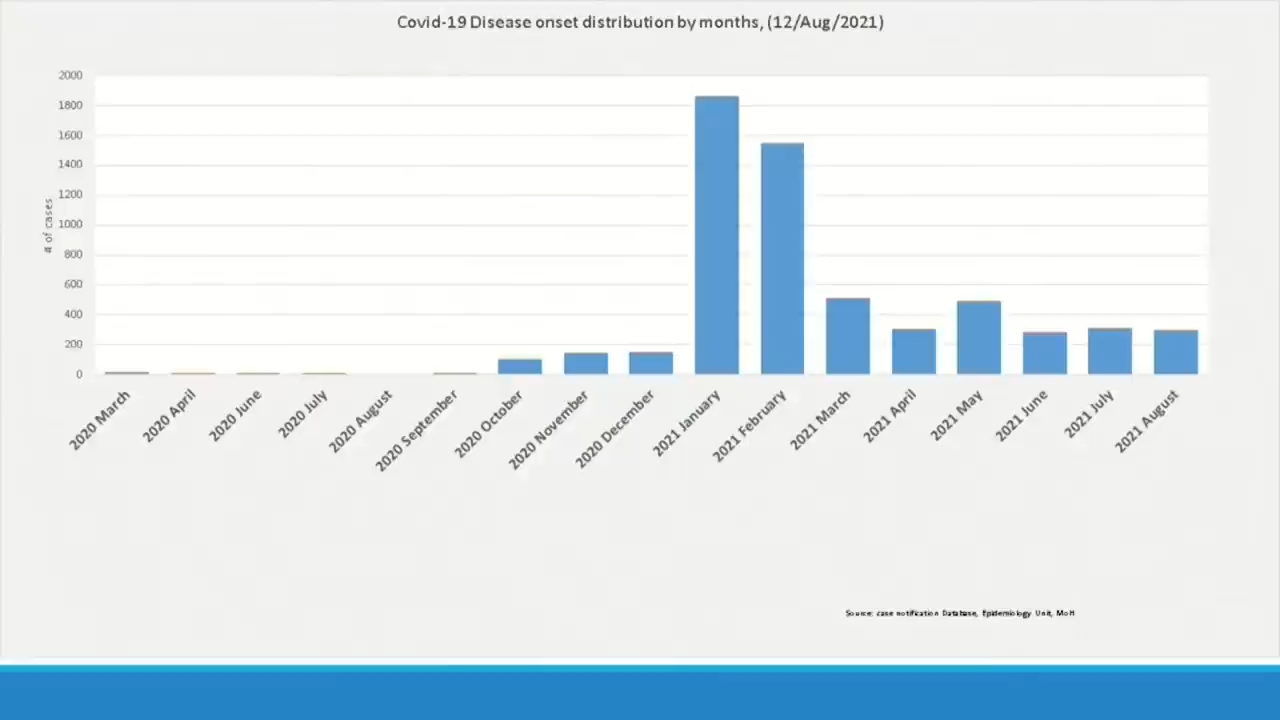 Covid-19 Disease onset distribution by months, (12/Aug/2021)
2000
1800
1600
1400
1200
1000
800
600
400
200
0
# of cases
2020 March
2020 April
2020 June
2020 July
2020 August
2020 September
2020 October
2020 November
2020 December
2021 January
2021 February
2021 March
2021 April
2021 May
2021 June
2021 July
2021 August
Source: case notification Database, Epidemiology Unit, MoH